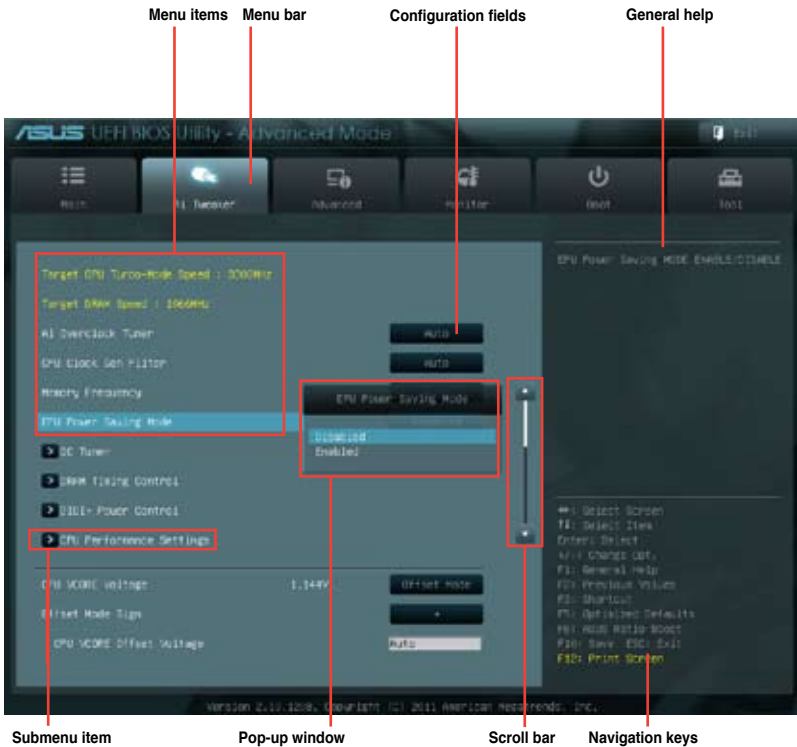 Menu items Menu bar Configuration fields General help
ASUS UEFI BIOS Utility - Advanced Mode Exit
Main Ai Tweaker Advanced Monitor Boot Tool
EPU Power Saving MODE ENABLE/DISABLE
Target CPU Turbo-Mode Speed :
Target DRAM Speed :
Ai Overclock Tuner Auto
CPU Clock Gen Filter Auto
Memory Frequency
EPU Power Saving Mode
EPU Power Saving Mode
Disabled
Enabled
OC Tuner
DRAM Timing Control
DIGI+ Power Control
CPU Performance Settings
CPU VCORE Voltage 1.144V Offset Mode
Offset Mode Sign +
CPU VCORE Offset Voltage Auto
: Select Screen
: Select Item
Enter: Select
+/-: Change Opt.
F1: General Help
F2: Previous Values
F3: Shortcut
F5: Optimized Defaults
F6: ASUS Ratio Boost
F10: Save ESC: Exit
F12: Print Screen
Version Copyright (C) 2011 American Megatrends, Inc.
Submenu item Pop-up window Scroll bar Navigation keys